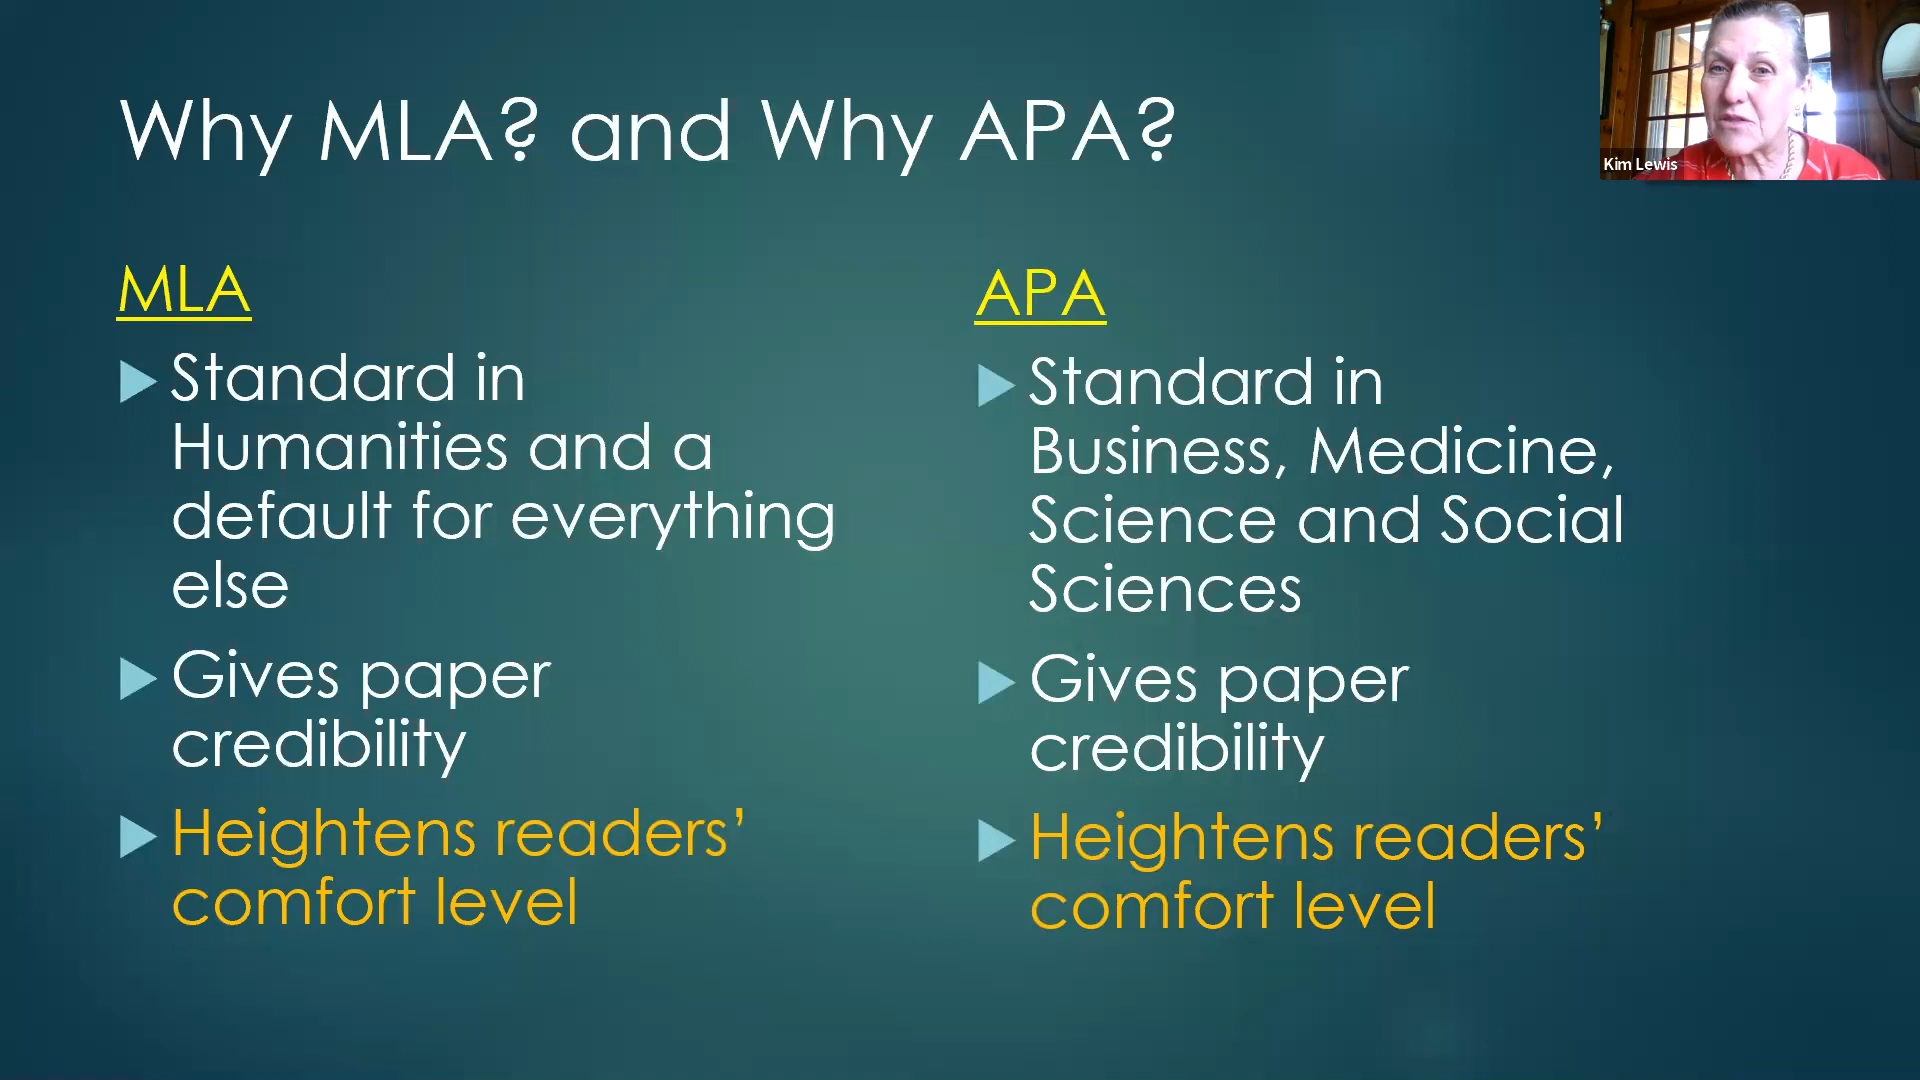 Why MLA? and Why APA?
Kim Lewis
MLA
Standard in
Humanities and a
default for everything
else
Gives paper
credibility
Heightens readers’
comfort level
APA
Standard in
Business, Medicine,
Science and Social
Sciences
Gives paper
credibility
Heightens readers’
comfort level